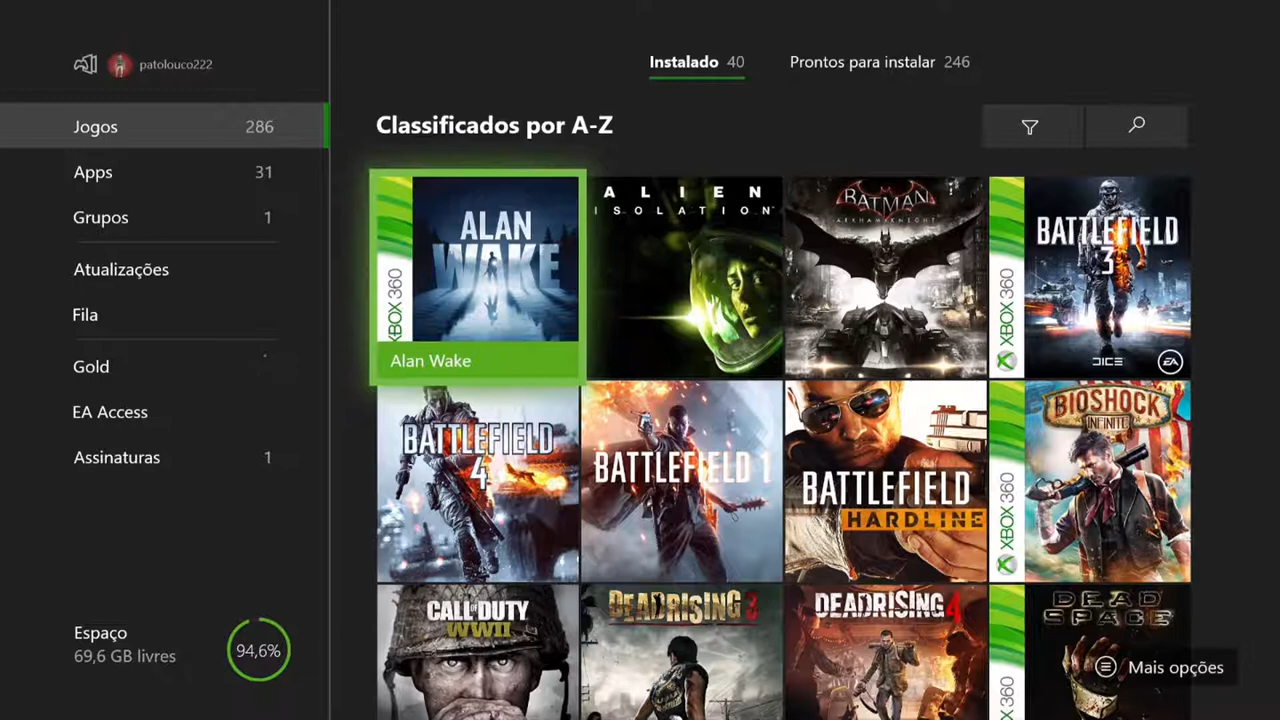 patolouco222
Instalado 40
Prontos para instalar 246
Jogos 286
Apps 31
Grupos 1
Atualizações
Fila
Gold
EA Access
Assinaturas 1
Espaço
69,6 GB livres
94,6%
Classificados por A-Z
XBOX 360
ALAN
WAKE
Alan Wake
ALIEN
ISOLATION
BATMAN
ARKHAM KNIGHT
XBOX 360
BATTLEFIELD
3
DICE
EA
BATTLEFIELD
4
BATTLEFIELD 1
BATTLEFIELD
HARDLINE
XBOX 360
BIOSHOCK
INFINITE
CALL OF DUTY
WWII
DEADRISING 3
DEADRISING 4
360
DEAD
SPACE
Mais opções